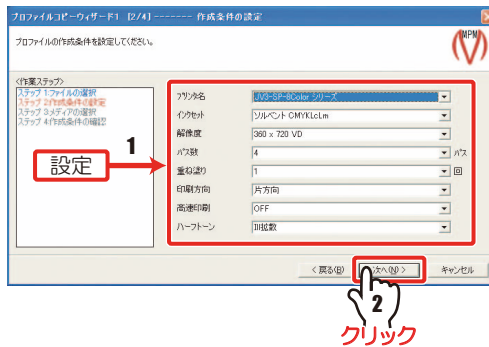 プロファイルコピーウィザード1 [2/4] ------- 作成条件の設定
プロファイルの作成条件を設定してください。
MPM
<作業ステップ>
ステップ 1:ファイルの選択
ステップ 2:作成条件の設定
ステップ 3:メディアの選択
ステップ 4:作成条件の確認
設定
1
プリンタ名 JV3-SP-8Color シリーズ
インクセット ソルベント CMYKLcLm
解像度 360 x 720 VD
パス数 4 パス
重ね塗り 1 回
印刷方向 片方向
高速印刷 OFF
ハーフトーン 誤拡散
< 戻る(B) 次へ(N) > キャンセル
2
クリック